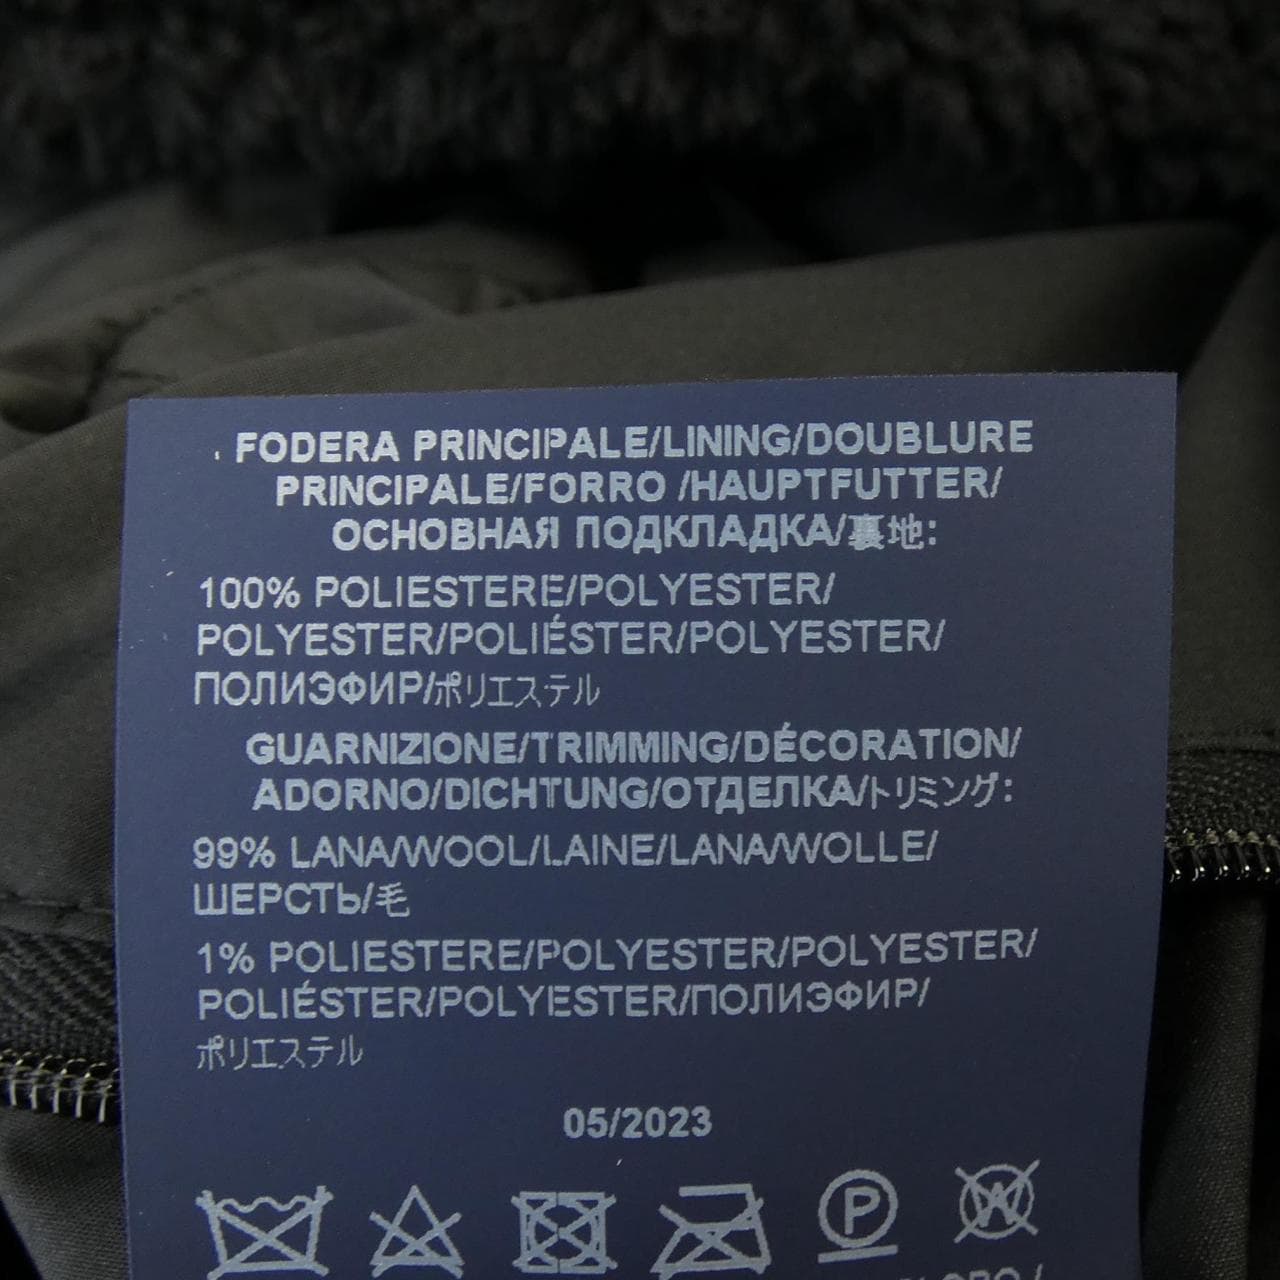 FODERA PRINCIPALE/LINING/DOUBLURE
PRINCIPALE/FORRO /HAUPTFUTTER/
ОСНОВНАЯ ПОДКЛАДКА/裏地:
100% POLIESTERE/POLYESTER/
POLYESTER/POLIÉSTER/POLYESTER/
ПОЛИЭФИР/ポリエステル
GUARNIZIONE/TRIMMING/DÉCORATION/
ADORNO/DICHTUNG/ОТДЕЛКА/トリミング:
99% LANA/WOOL/LAINE/LANA/WOLLE/
ШЕРСТЬ/毛
1% POLIESTERE/POLYESTER/POLYESTER/
POLIÉSTER/POLYESTER/ПОЛИЭФИР/
ポリエステル
05/2023
P W